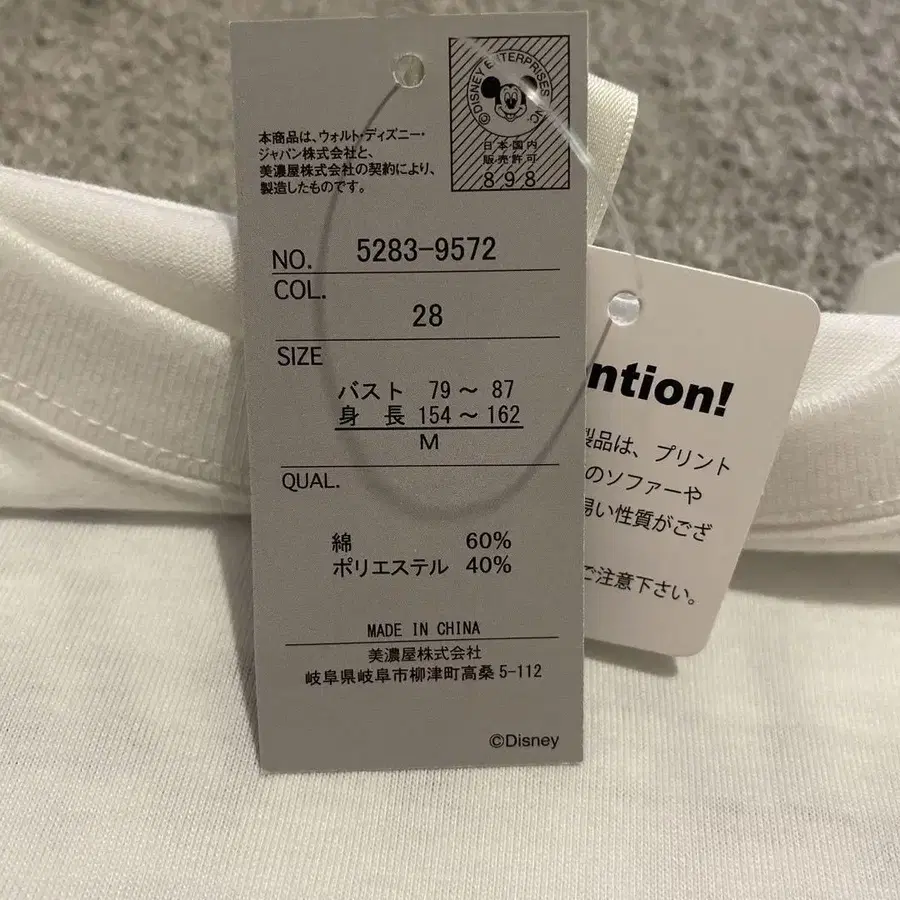 本商品は、ウォルト・ディズニー・
ジャパン株式会社と、
美濃屋株式会社の契約により、
製造したものです。
©DISNEY ENTERPRISES, INC.
日本・国内
販売許可
898
NO. 5283-9572
COL.
28
SIZE
バスト 79～87
身長 154～162
M
QUAL.
綿 60%
ポリエステル 40%
MADE IN CHINA
美濃屋株式会社
岐阜県岐阜市柳津町高桑5-112
©Disney
ntion!
製品は、プリント
のソファーや
易い性質がござ
ご注意下さい。